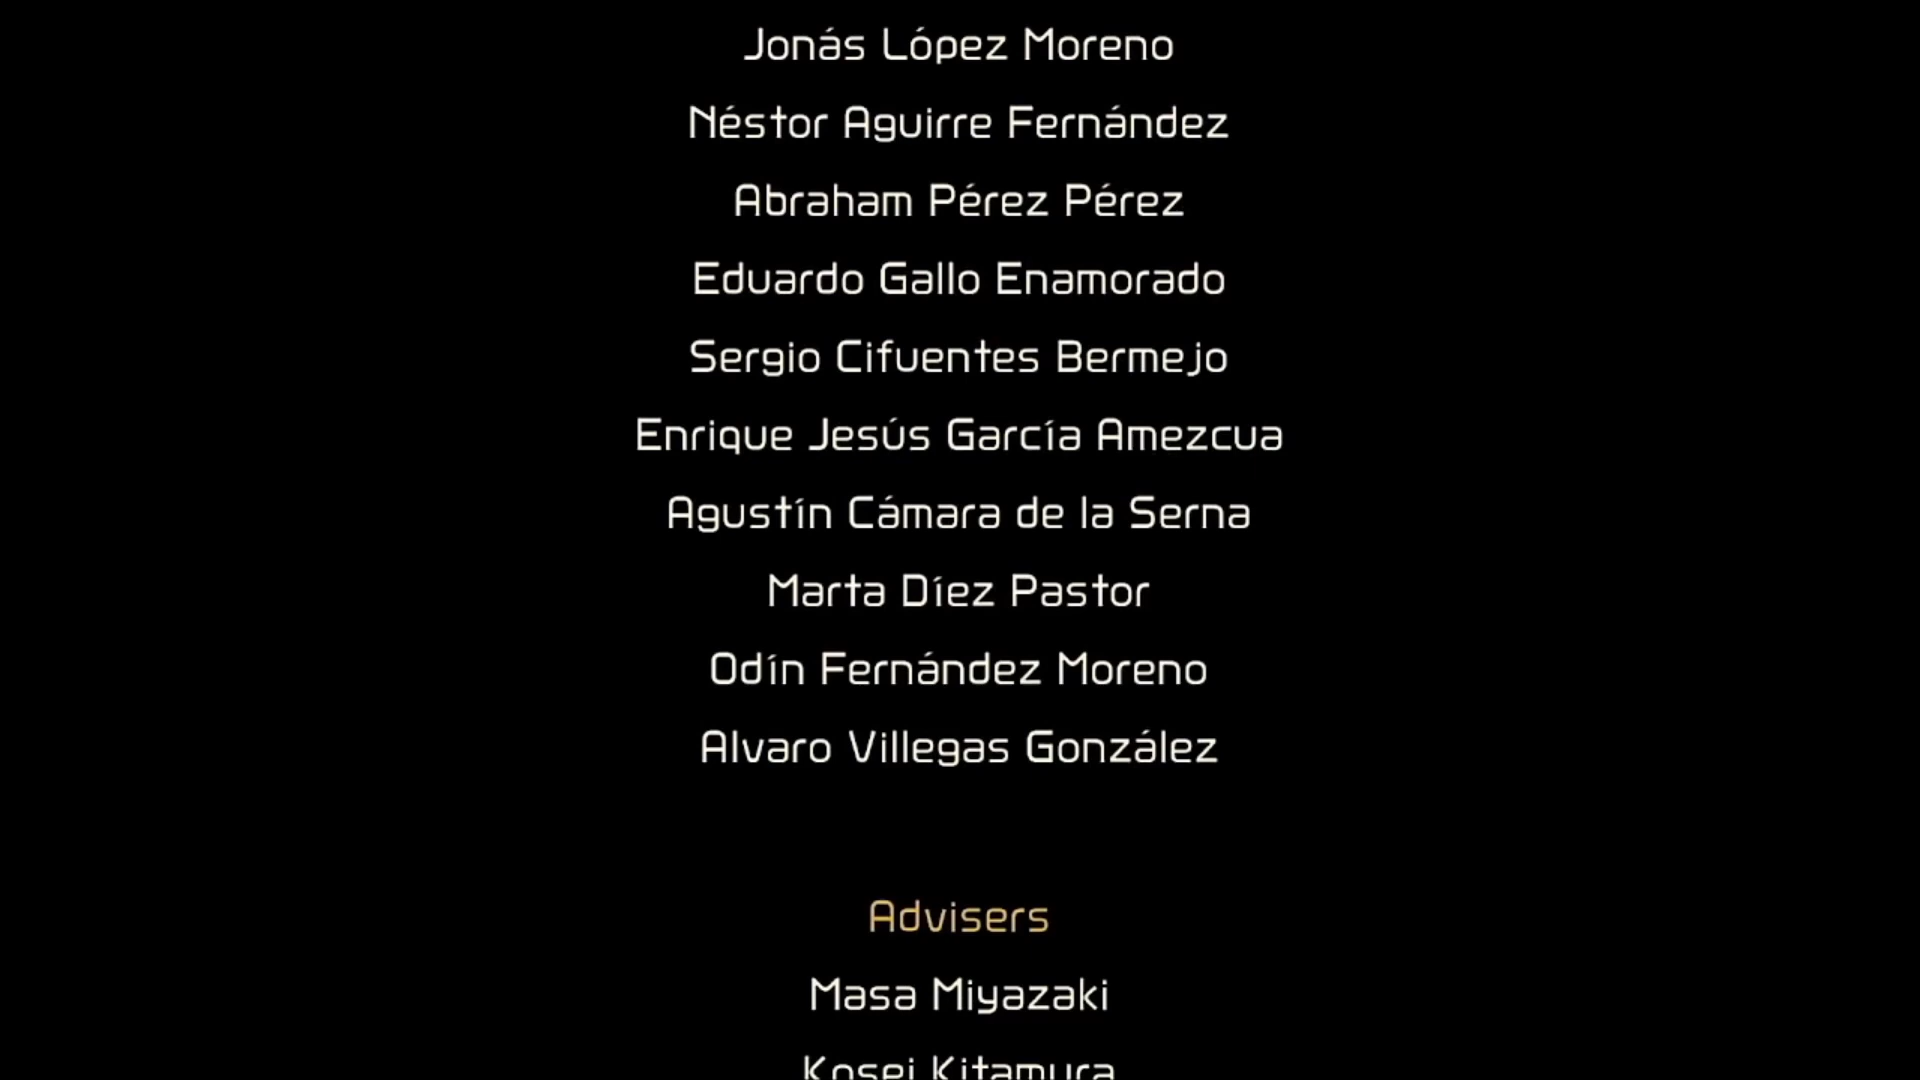 Jonás López Moreno
Néstor Aguirre Fernández
Abraham Pérez Pérez
Eduardo Gallo Enamorado
Sergio Cifuentes Bermejo
Enrique Jesús García Amezcua
Agustín Cámara de la Serna
Marta Díez Pastor
Odín Fernández Moreno
Alvaro Villegas González
Advisers
Masa Miyazaki
Kosei Kitamura